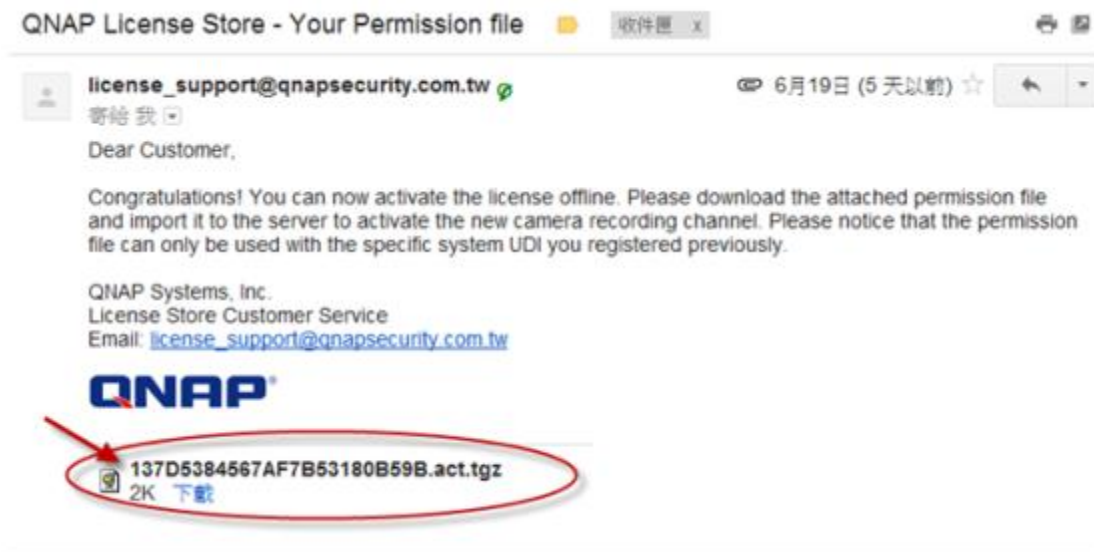 QNAP License Store - Your Permission file 收件匣 x
license_support@qnapsecurity.com.tw 6月19日 (5 天以前)
寄給 我
Dear Customer,
Congratulations! You can now activate the license offline. Please download the attached permission file
and import it to the server to activate the new camera recording channel. Please notice that the permission
file can only be used with the specific system UDI you registered previously.
QNAP Systems, Inc.
License Store Customer Service
Email: license_support@qnapsecurity.com.tw
QNAP
137D5384567AF7B53180B59B.act.tgz
2K 下載